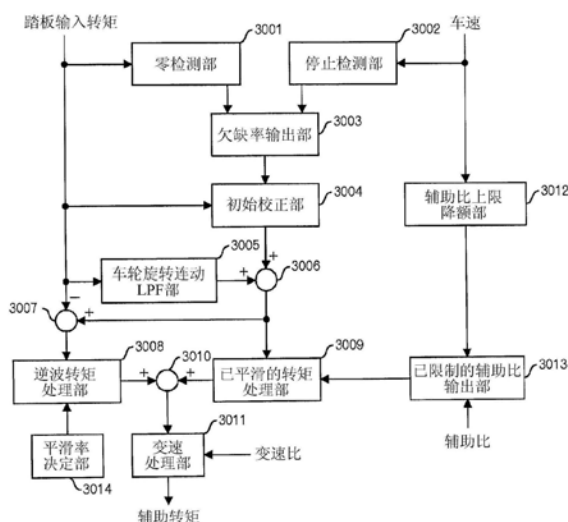 踏板输入转矩
车速
3001
零检测部
3002
停止检测部
3003
欠缺率输出部
3004
初始校正部
3012
辅助比上限
降额部
3005
车轮旋转连动
LPF部
+
+
3006
3007
−
+
3008
逆波转矩
处理部
+
3010
+
3009
已平滑的转矩
处理部
已限制的辅助比
输出部
3013
3011
变速
处理部
变速比
辅助比
平滑率
决定部
3014
辅助转矩